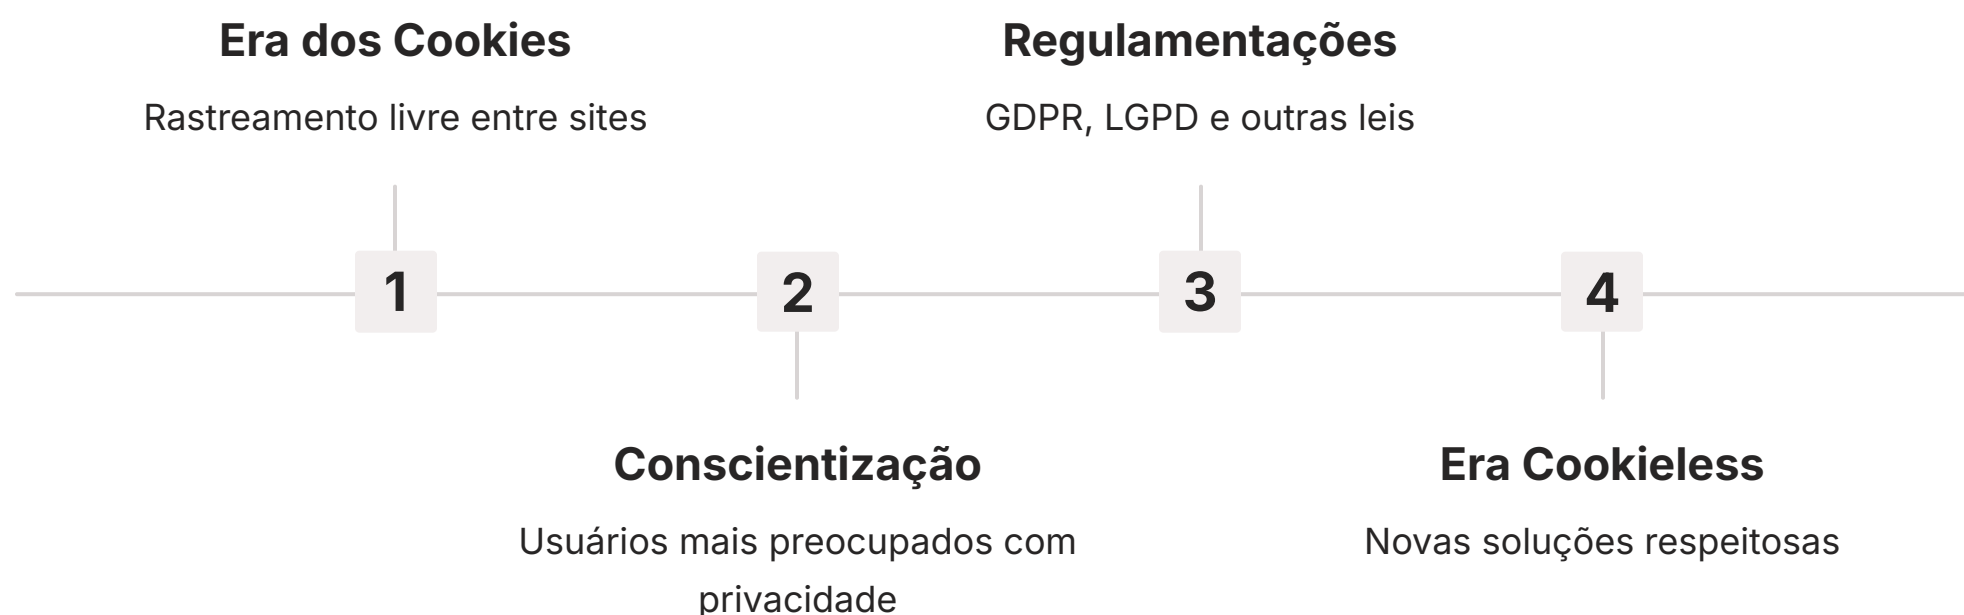 Era dos Cookies
Rastreamento livre entre sites
1
Conscientização
Usuários mais preocupados com
privacidade
2
Regulamentações
GDPR, LGPD e outras leis
3
Era Cookieless
Novas soluções respeitosas
4